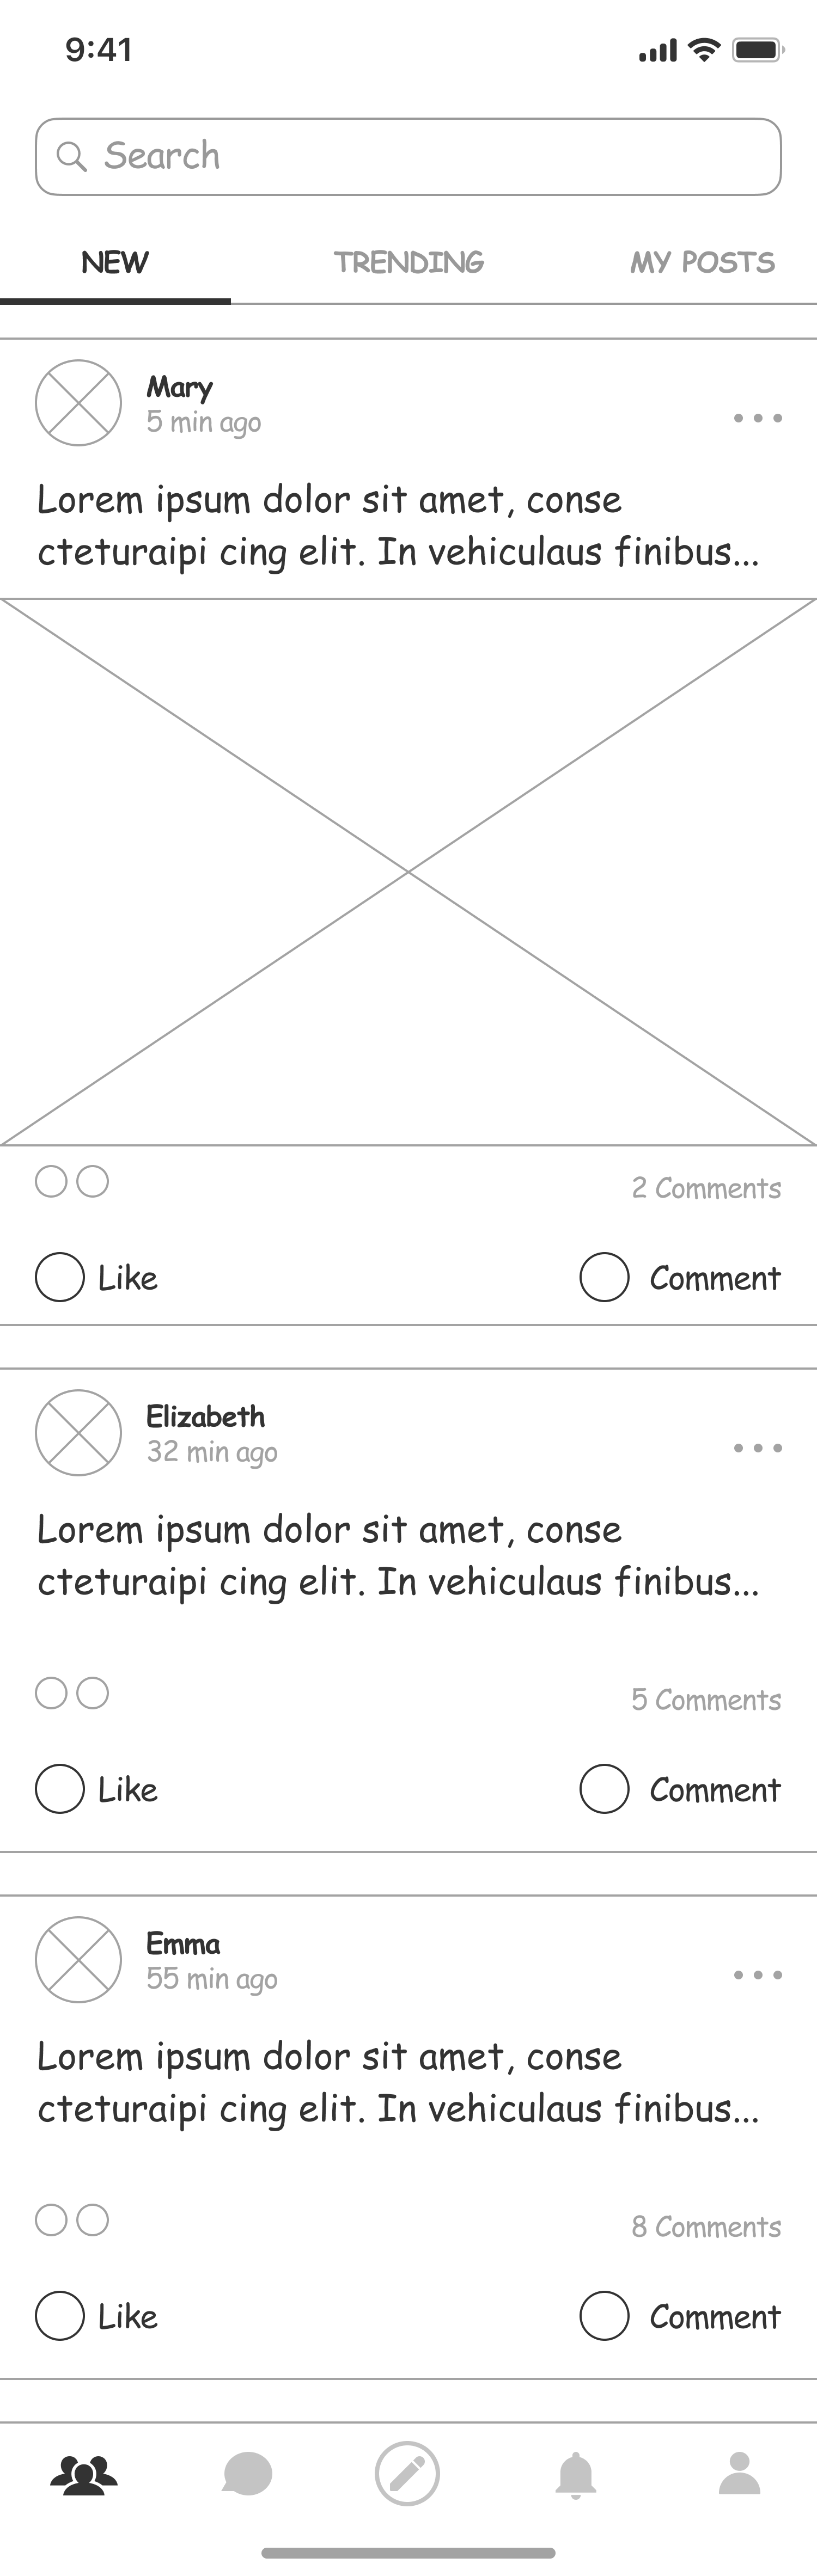 9:41
Search
NEW TRENDING MY POSTS
Mary
5 min ago
Lorem ipsum dolor sit amet, conse
cteturaipi cing elit. In vehiculaus finibus...
2 Comments
Like Comment
Elizabeth
32 min ago
Lorem ipsum dolor sit amet, conse
cteturaipi cing elit. In vehiculaus finibus...
5 Comments
Like Comment
Emma
55 min ago
Lorem ipsum dolor sit amet, conse
cteturaipi cing elit. In vehiculaus finibus...
8 Comments
Like Comment